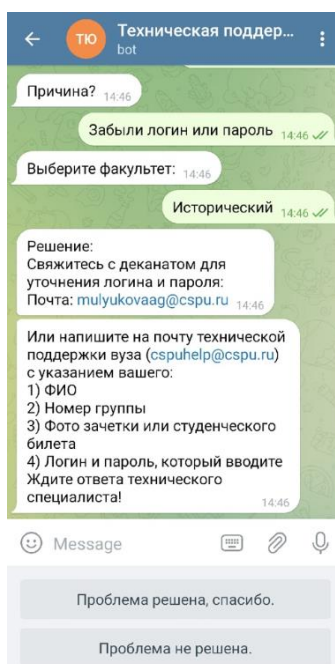 ТЮ
Техническая поддер...
bot
Причина? 14:46
Забыли логин или пароль 14:46
Выберите факультет: 14:46
Исторический 14:46
Решение:
Свяжитесь с деканатом для
уточнения логина и пароля:
Почта: mulyukovaag@cspu.ru 14:46
Или напишите на почту технической
поддержки вуза (cspuhelp@cspu.ru)
с указанием вашего:
1) ФИО
2) Номер группы
3) Фото зачетки или студенческого
билета
4) Логин и пароль, который вводите
Ждите ответа технического
специалиста! 14:46
Message
Проблема решена, спасибо.
Проблема не решена.